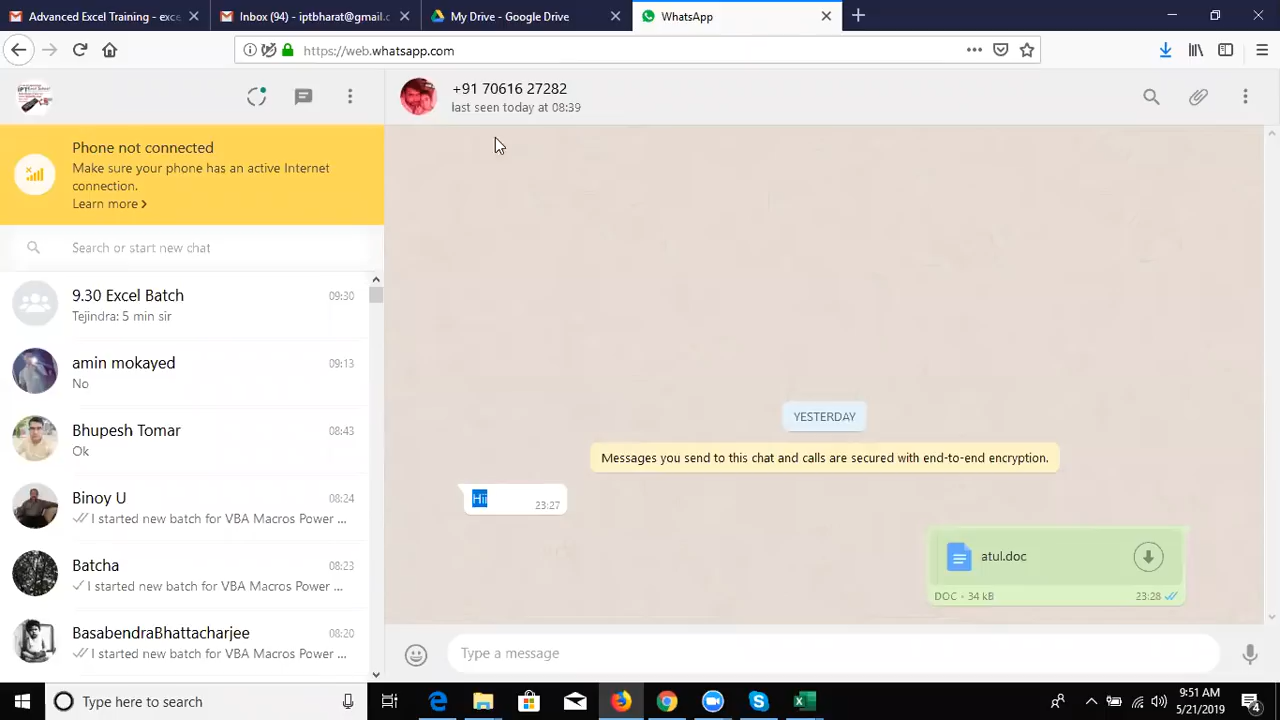 Advanced Excel Training - exce
Inbox (94) - iptbharat@gmail.c
My Drive - Google Drive
WhatsApp
https://web.whatsapp.com
+91 70616 27282
last seen today at 08:39
Phone not connected
Make sure your phone has an active Internet
connection.
Learn more >
Search or start new chat
9.30 Excel Batch
09:30
Tejindra: 5 min sir
amin mokayed
09:13
No
Bhupesh Tomar
08:43
Ok
Binoy U
08:24
I started new batch for VBA Macros Power ...
Batcha
08:23
I started new batch for VBA Macros Power ...
BasabendraBhattacharjee
08:20
I started new batch for VBA Macros Power ...
YESTERDAY
Messages you send to this chat and calls are secured with end-to-end encryption.
Hii
23:27
atul.doc
DOC • 34 kB
23:28
Type a message
Type here to search
9:51 AM
5/21/2019
4